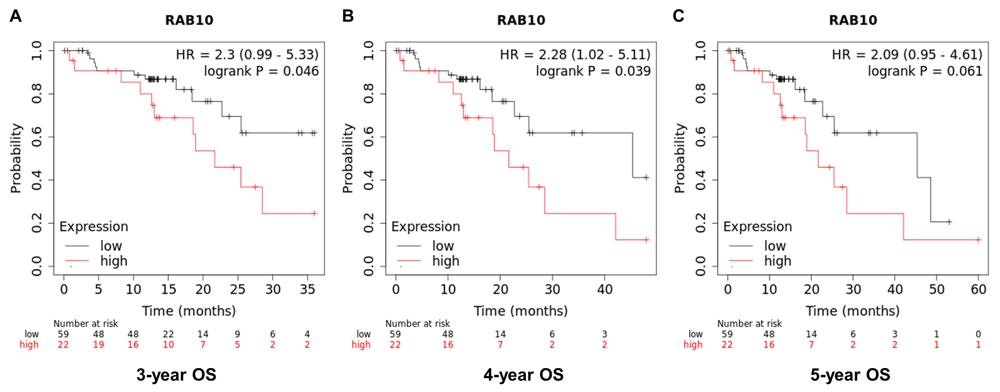 A
RAB10
HR = 2.3 (0.99 - 5.33)
logrank P = 0.046
Probability
1.0
0.8
0.6
0.4
0.2
0.0
Expression
low
high
0 5 10 15 20 25 30 35
Time (months)
Number at risk
low 59 48 48 22 14 9 6 4
high 22 19 16 10 7 5 2 2
3-year OS
B
RAB10
HR = 2.28 (1.02 - 5.11)
logrank P = 0.039
Probability
1.0
0.8
0.6
0.4
0.2
0.0
Expression
low
high
0 10 20 30 40
Time (months)
Number at risk
low 59 48 14 6 3
high 22 16 7 2 2
4-year OS
C
RAB10
HR = 2.09 (0.95 - 4.61)
logrank P = 0.061
Probability
1.0
0.8
0.6
0.4
0.2
0.0
Expression
low
high
0 10 20 30 40 50 60
Time (months)
Number at risk
low 59 48 14 6 3 1 0
high 22 16 7 2 2 1 1
5-year OS